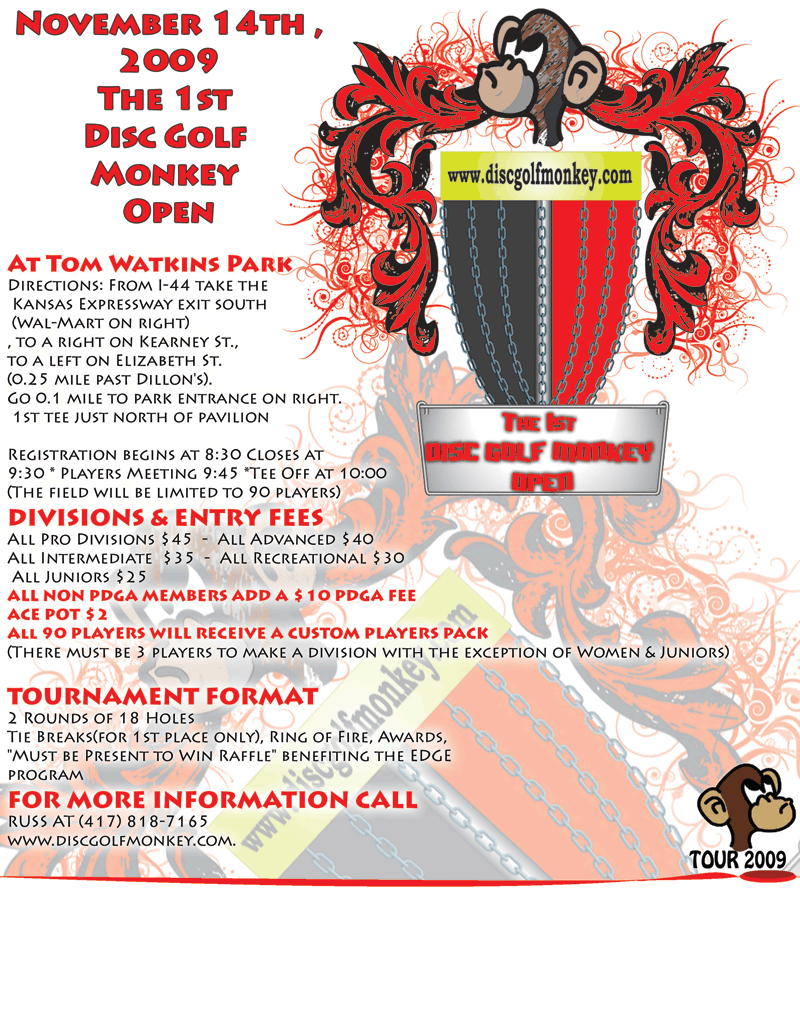 November 14th ,
2009
The 1st
Disc Golf
Monkey
Open
www.discgolfmonkey.com
At Tom Watkins Park
Directions: From I-44 take the
Kansas Expressway exit south
(Wal-Mart on right)
, to a right on Kearney St.,
to a left on Elizabeth St.
(0.25 mile past Dillon's).
Go 0.1 mile to park entrance on right.
1st tee just north of pavilion
The 1st
DISC GOLF MONKEY
OPEN
Registration begins at 8:30 Closes at
9:30 * Players Meeting 9:45 *Tee Off at 10:00
(The field will be limited to 90 players)
DIVISIONS & ENTRY FEES
All Pro Divisions $45 - All Advanced $40
All Intermediate $35 - All Recreational $30
All Juniors $25
ALL NON PDGA MEMBERS ADD A $10 PDGA FEE
ACE POT $2
All 90 PLAYERS WILL RECEIVE A CUSTOM PLAYERS PACK
(There must be 3 players to make a division with the exception of Women & Juniors)
www.discgolfmonkey.com
TOURNAMENT FORMAT
2 Rounds of 18 Holes
Tie Breaks(for 1st place only), Ring of Fire, Awards,
"Must be Present to Win Raffle" benefiting the EDGE
program
FOR MORE INFORMATION CALL
RUSS AT (417) 818-7165
www.discgolfmonkey.com.
TOUR 2009